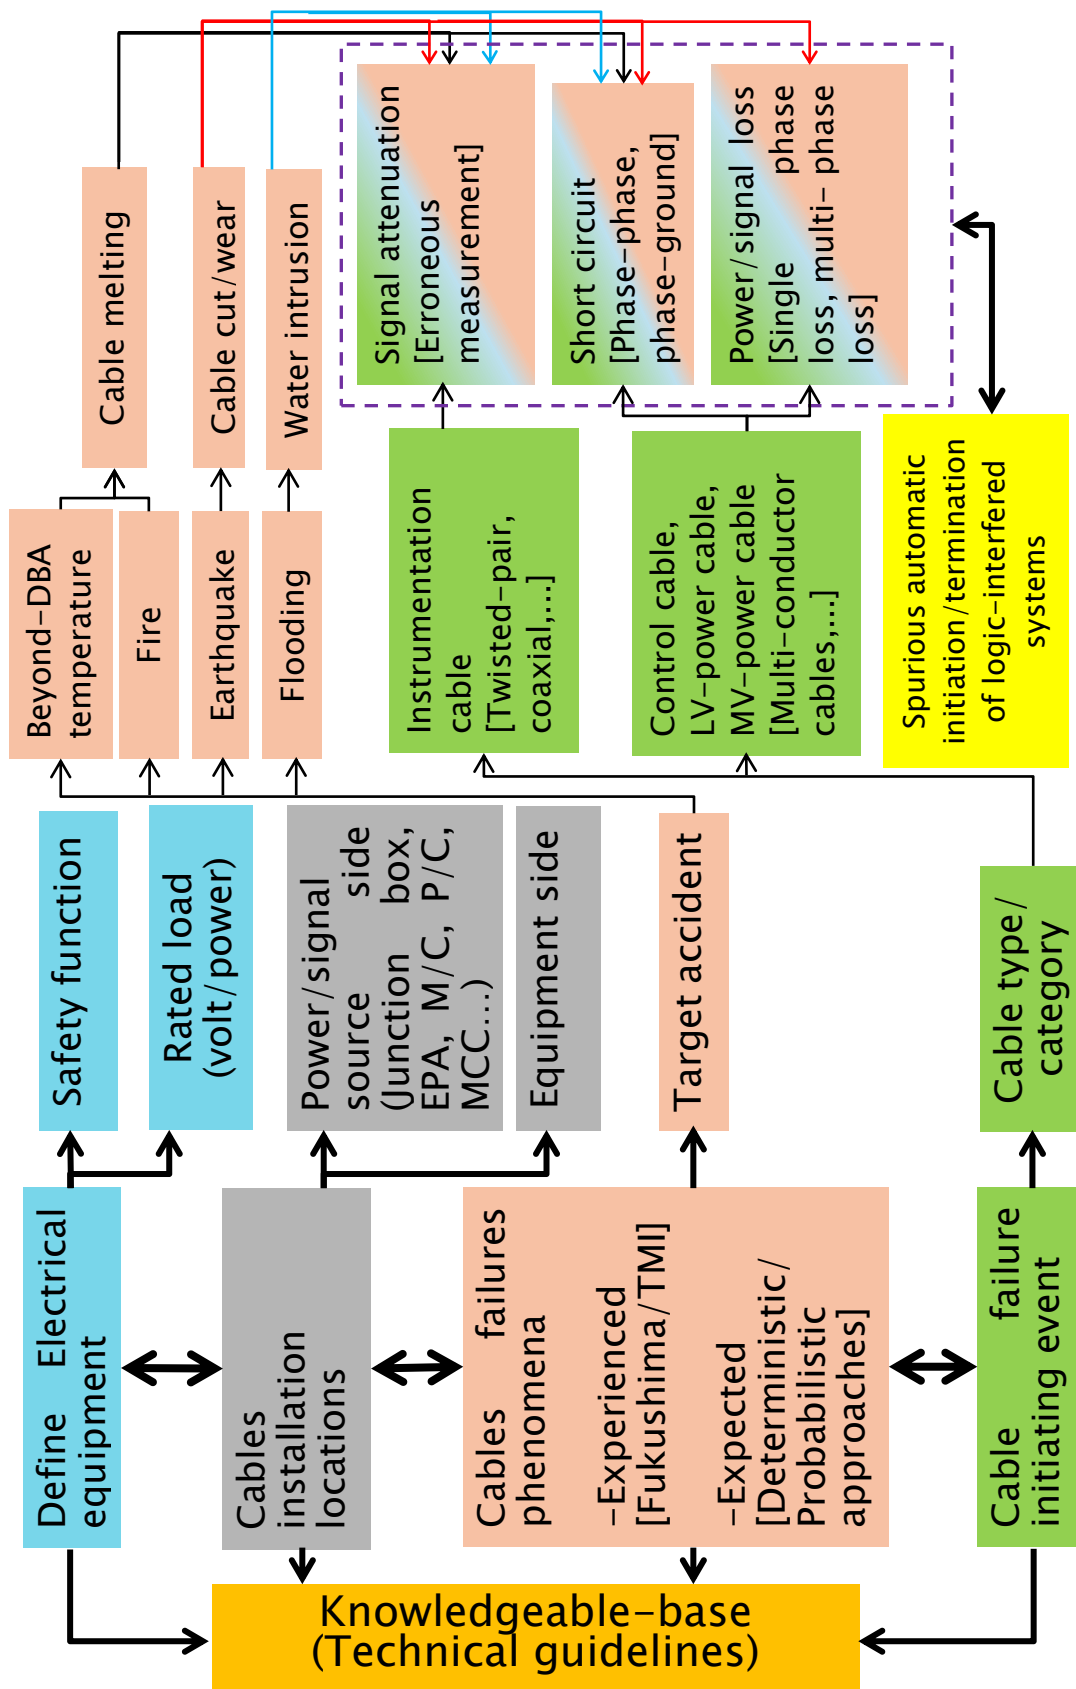 Knowledgeable-base
(Technical guidelines)
Define Electrical
equipment
Cables
installation
locations
Cables failures
phenomena
-Experienced
[Fukushima/TMI]
-Expected
[Deterministic/
Probabilistic
approaches]
Cable failure
initiating event
Safety function
Rated load
(volt/power)
Power/signal
source side
(Junction box,
EPA, M/C, P/C,
MCC...)
Equipment side
Target accident
Cable type/
category
Beyond-DBA
temperature
Fire
Earthquake
Flooding
Instrumentation
cable
[Twisted-pair,
coaxial,...]
Control cable,
LV-power cable,
MV-power cable
[Multi-conductor
cables,...]
Spurious automatic
initiation/termination
of logic-interfered
systems
Cable melting
Cable cut/wear
Water intrusion
Signal attenuation
[Erroneous
measurement]
Short circuit
[Phase-phase,
phase-ground]
Power/signal loss
[Single phase
loss, multi- phase
loss]